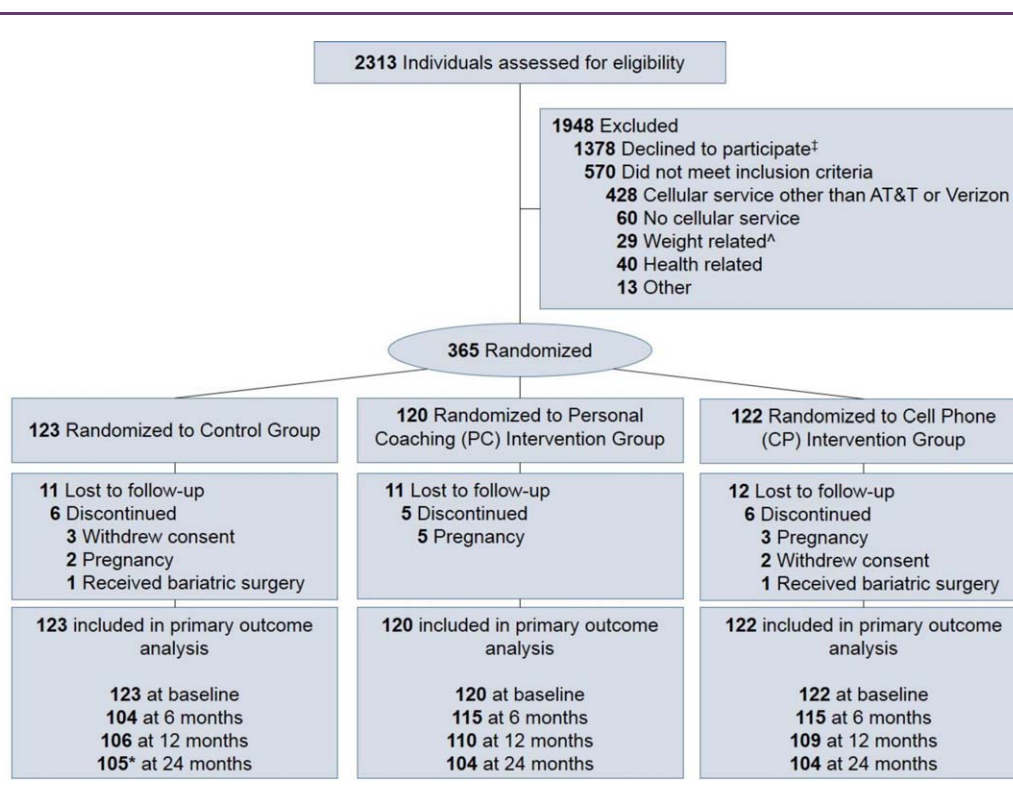 2313 Individuals assessed for eligibility
1948 Excluded
1378 Declined to participate‡
570 Did not meet inclusion criteria
428 Cellular service other than AT&T or Verizon
60 No cellular service
29 Weight related^
40 Health related
13 Other
365 Randomized
123 Randomized to Control Group
120 Randomized to Personal
Coaching (PC) Intervention Group
122 Randomized to Cell Phone
(CP) Intervention Group
11 Lost to follow-up
6 Discontinued
3 Withdrew consent
2 Pregnancy
1 Received bariatric surgery
11 Lost to follow-up
5 Discontinued
5 Pregnancy
12 Lost to follow-up
6 Discontinued
3 Pregnancy
2 Withdrew consent
1 Received bariatric surgery
123 included in primary outcome
analysis
123 at baseline
104 at 6 months
106 at 12 months
105* at 24 months
120 included in primary outcome
analysis
120 at baseline
115 at 6 months
110 at 12 months
104 at 24 months
122 included in primary outcome
analysis
122 at baseline
115 at 6 months
109 at 12 months
104 at 24 months